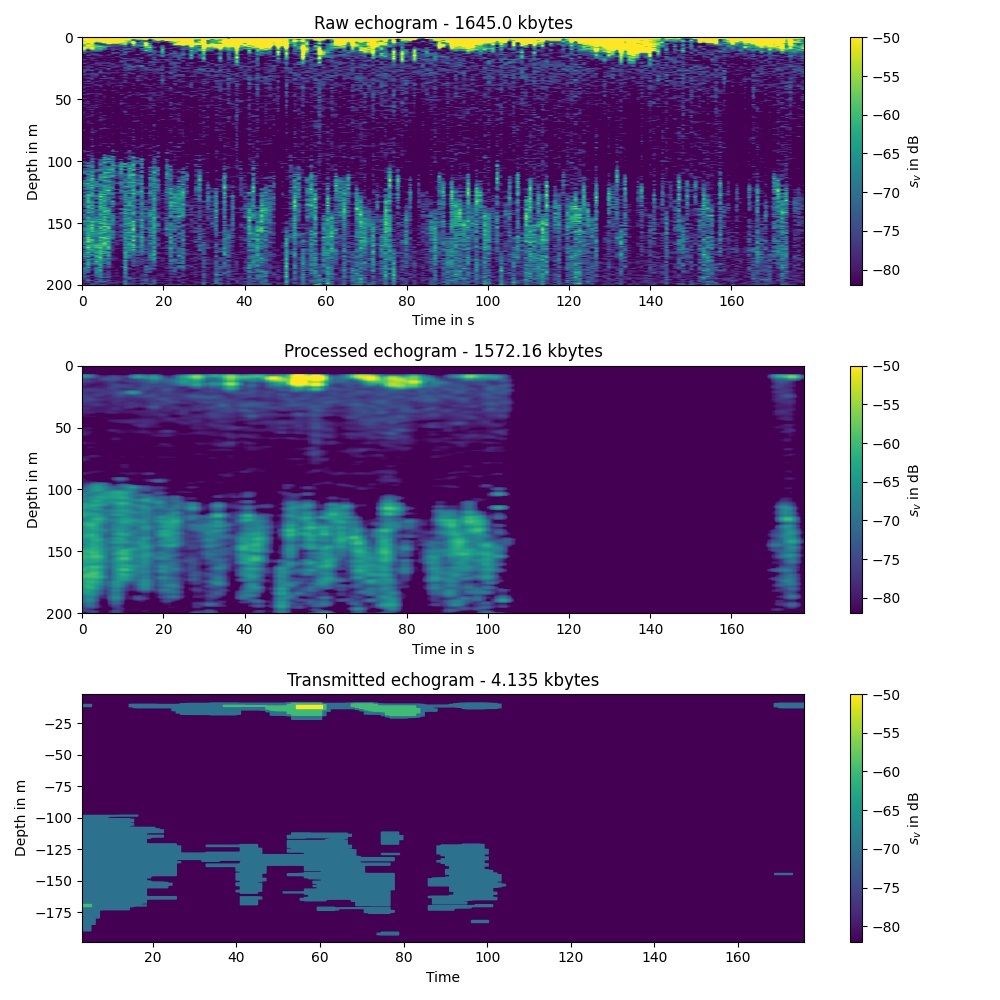 Raw echogram - 1645.0 kbytes
0
50
100
150
200
Depth in m
0 20 40 60 80 100 120 140 160
Time in s
−50
−55
−60
−65
−70
−75
−80
sv in dB
Processed echogram - 1572.16 kbytes
0
50
100
150
200
Depth in m
0 20 40 60 80 100 120 140 160
Time in s
−50
−55
−60
−65
−70
−75
−80
sv in dB
Transmitted echogram - 4.135 kbytes
−25
−50
−75
−100
−125
−150
−175
Depth in m
20 40 60 80 100 120 140 160
Time
−50
−55
−60
−65
−70
−75
−80
sv in dB